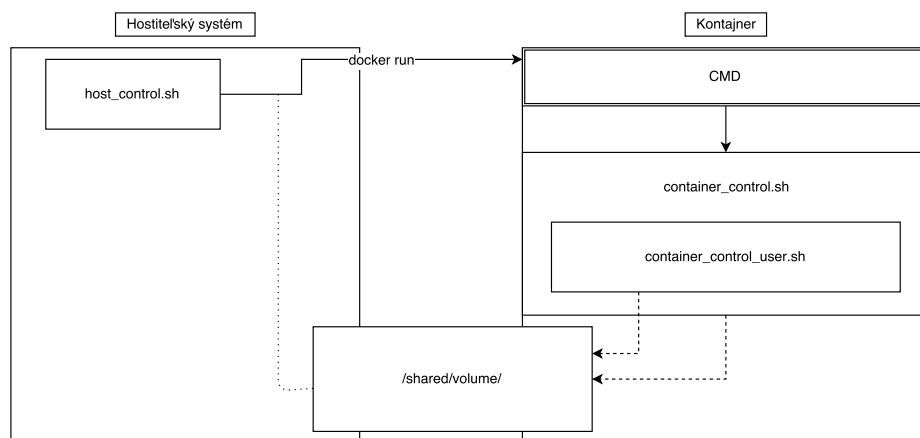 Hostiteľský systém
Kontajner
host_control.sh
docker run
CMD
container_control.sh
container_control_user.sh
/shared/volume/